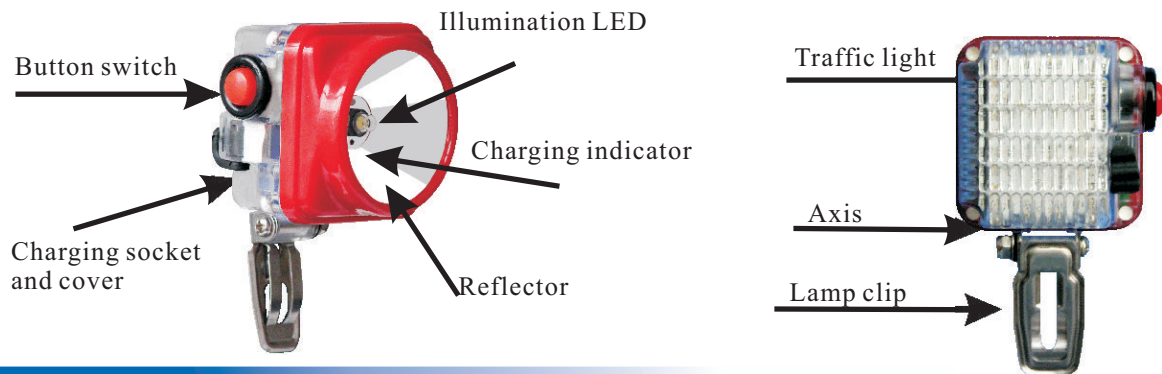 Illumination LED
Button switch
Charging indicator
Charging socket
and cover
Reflector
Traffic light
Axis
Lamp clip